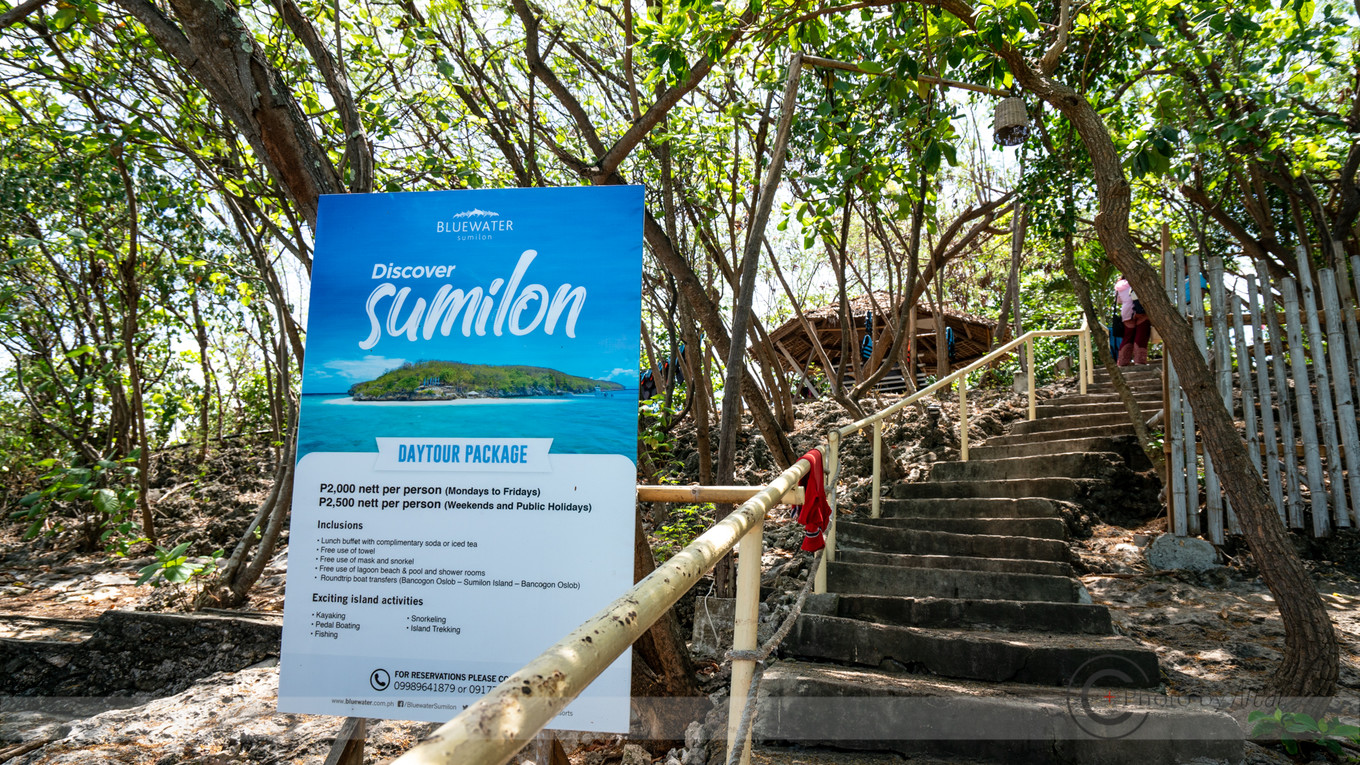 BLUEWATER
sumilon
Discover
sumilon
DAYTOUR PACKAGE
P2,000 nett per person (Mondays to Fridays)
P2,500 nett per person (Weekends and Public Holidays)
Inclusions
• Lunch buffet with complimentary soda or iced tea
• Free use of towel
• Free use of mask and snorkel
• Free use of lagoon beach & pool and shower rooms
• Roundtrip boat transfers (Bancogon Oslob – Sumilon Island – Bancogon Oslob)
Exciting island activities
• Kayaking
• Pedal Boating
• Fishing
• Snorkeling
• Island Trekking
FOR RESERVATIONS PLEASE
09989641879 or
www.bluewater.com.ph /BluewaterSumilon
Photo by